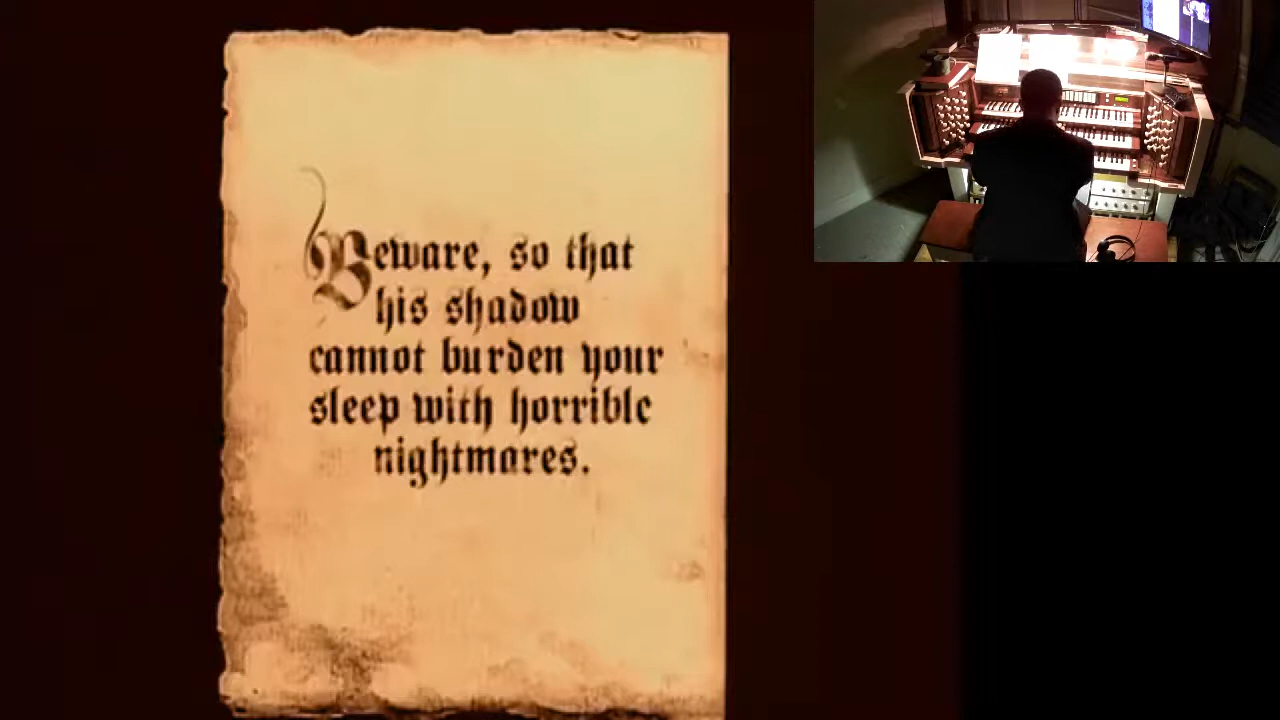 Beware, so that
his shadow
cannot burden your
sleep with horrible
nightmares.